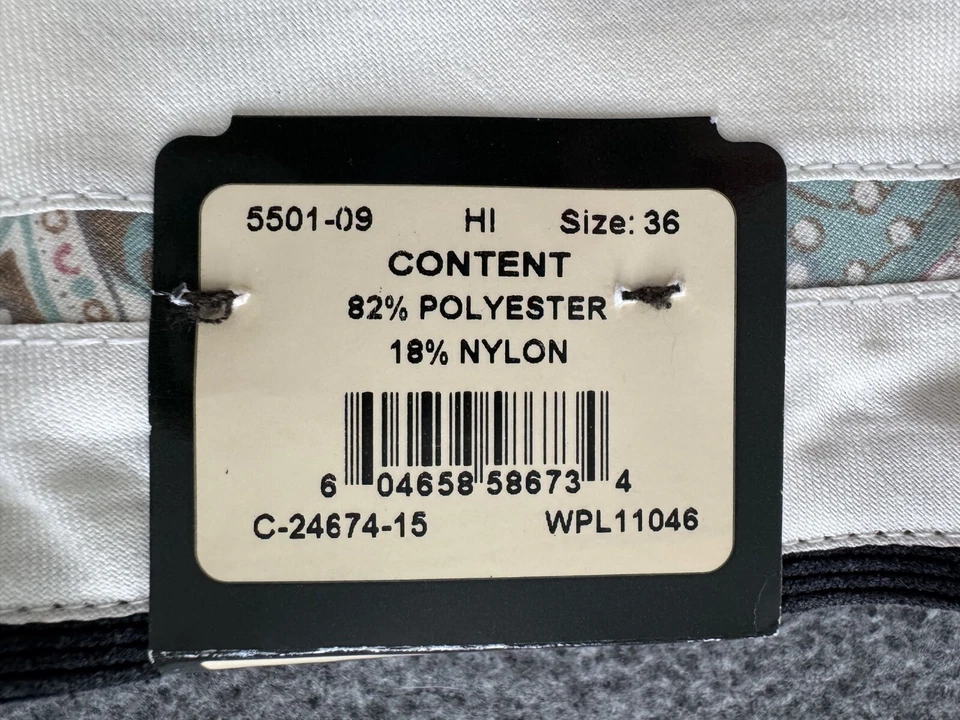 5501-09 HI Size: 36
CONTENT
82% POLYESTER
18% NYLON
6 04658 58673 4
C-24674-15 WPL11046